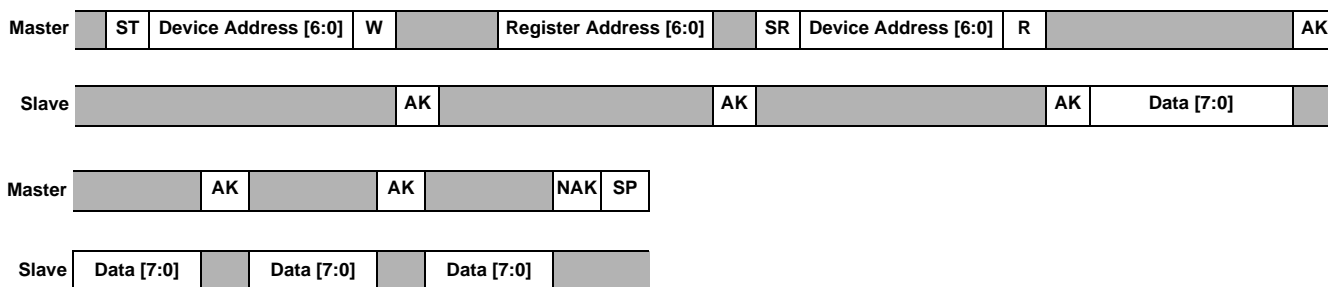 Master ST Device Address [6:0] W Register Address [6:0] SR Device Address [6:0] R AK
Slave AK AK AK Data [7:0]
Master AK AK NAK SP
Slave Data [7:0] Data [7:0] Data [7:0]